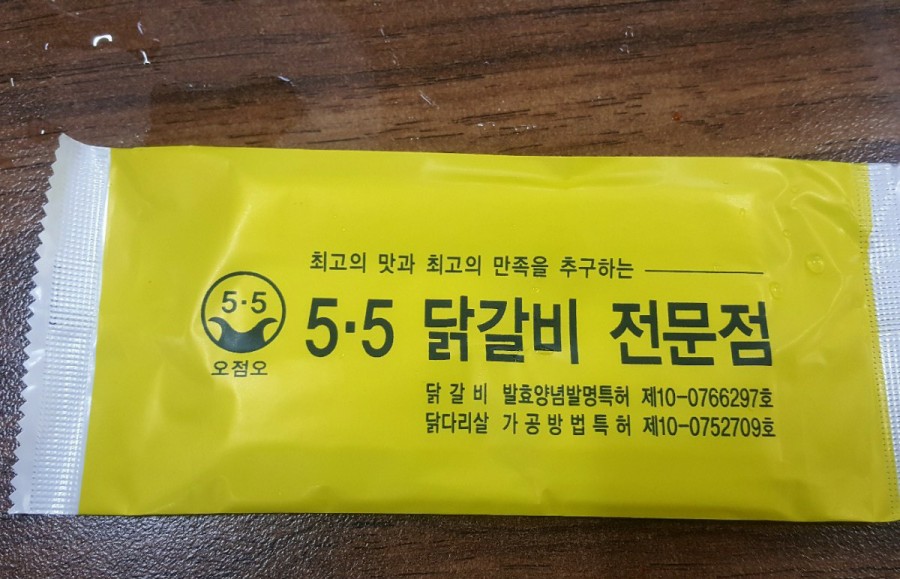 최고의 맛과 최고의 만족을 추구하는
5·5
오점오
5·5 닭갈비 전문점
닭갈비 발효양념발명특허 제10-0766297호
닭다리살 가공방법특허 제10-0752709호